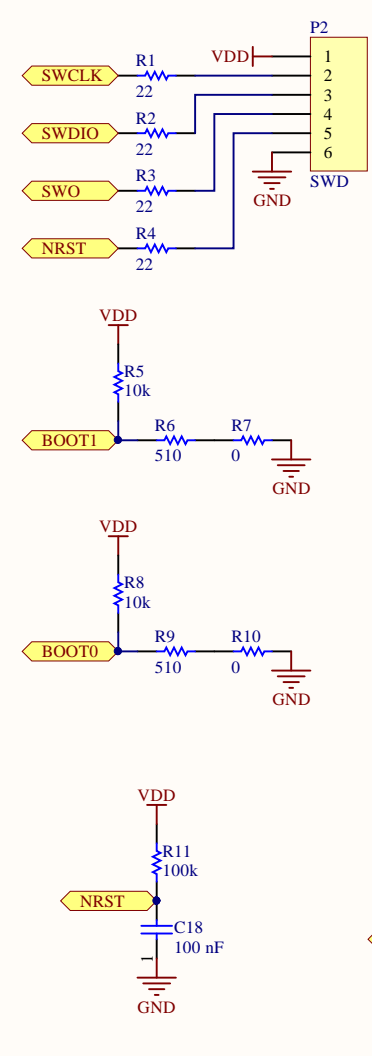 P2
VDD
1
SWCLK
R1
22
2
SWDIO
R2
22
3
SWO
R3
22
4
NRST
R4
22
5
6
GND
SWD
VDD
R5
10k
BOOT1
R6
510
R7
0
GND
VDD
R8
10k
BOOT0
R9
510
R10
0
GND
VDD
R11
100k
NRST
C18
100 nF
1
GND